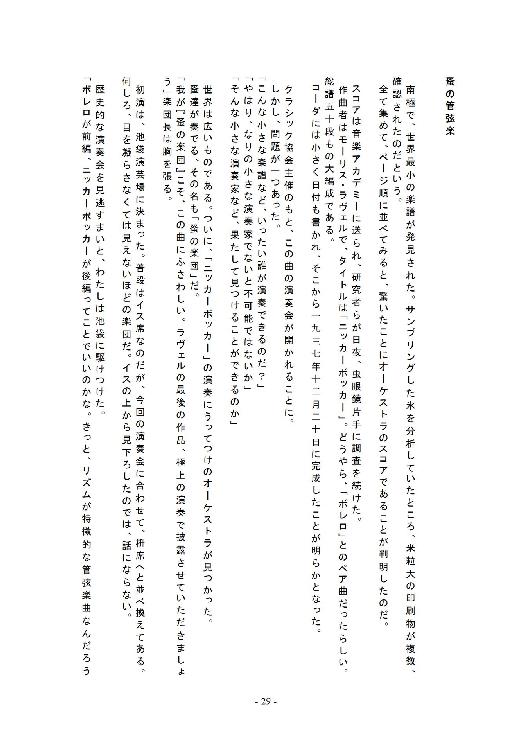 蚤の管弦楽
南極で、世界最小の楽譜が発見された。サンプリングした氷を分析していたところ、米粒大の印刷物が複数、
確認されたのだという。
全て集めて、ページ順に並べてみると、驚いたことにオーケストラのスコアであることが判明したのだ。
スコアは音楽アカデミーに送られ、研究者らが日夜、虫眼鏡片手に調査を続けた。
作曲者はモーリス・ラヴェルで、タイトルは「ニッカーボッカー」。どうやら、「ボレロ」とのペア曲だったらしい。
総譜五十段もの大編成である。
コーダには小さく日付も書かれ、そこから一九三七年十二月二十日に完成したことが明らかとなった。
クラシック協会主催のもと、この曲の演奏会が開かれることに。
しかし、問題が一つあった。
「こんな小さな楽譜など、いったい誰が演奏できるのだ？」
「やはり、なりの小さな演奏家でないと不可能ではないか」
「そんな小さな演奏家など、果たして見つけることができるのか」
世界は広いものである。ついに、「ニッカーボッカー」の演奏にうってつけのオーケストラが見つかった。
蚤達が奏でる、その名も「蚤の楽団」だ。
「我が『蚤の楽団』こそ、この曲にふさわしい。ラヴェルの最後の作品、極上の演奏で披露させていただきましょ
う」楽団長は胸を張る。
初演は、池袋演芸場に決まった。普段はイス席なのだが、今回の演奏会に合わせて、枡席へと並べ換えてある。
何しろ、目を凝らさなくては見えないほどの楽団だ。イスの上から見下ろしたのでは、話にならない。
歴史的な演奏会を見逃すまいと、わたしは池袋に駆けつけた。
「ボレロが前編、ニッカーボッカーが後編ってことでいいのかな。きっと、リズムが特徴的な管弦楽曲なんだろう
- 29 -